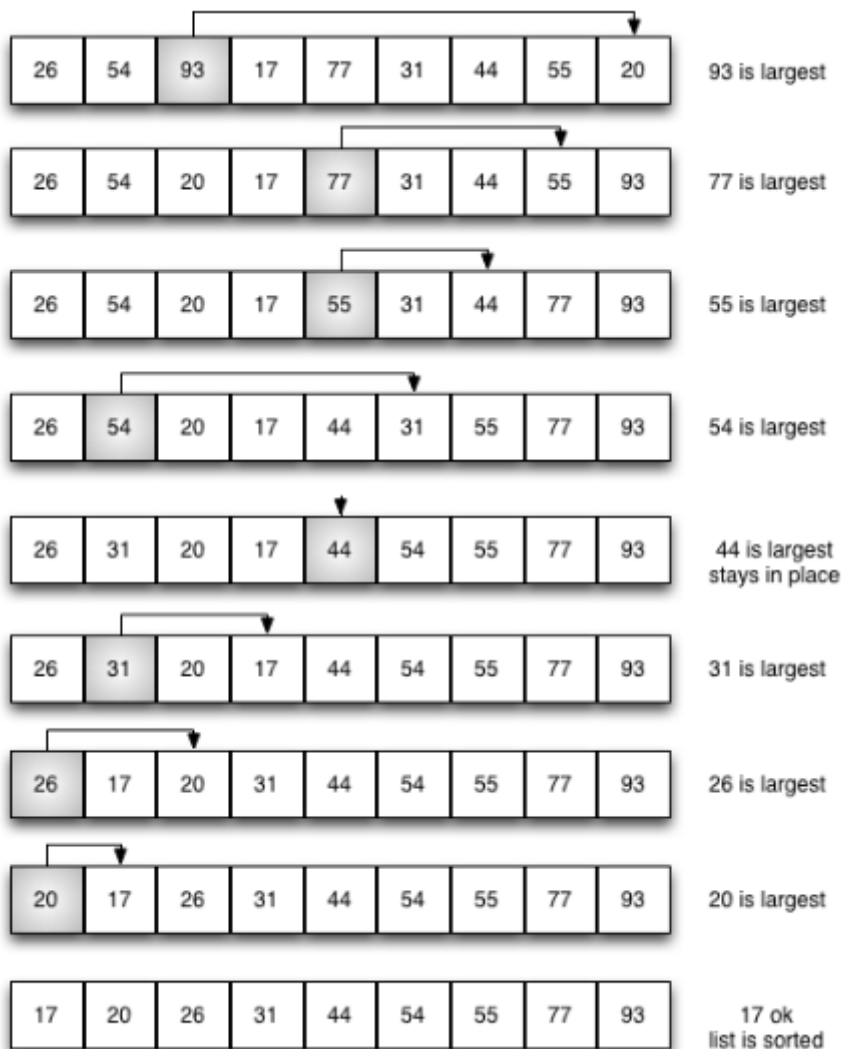 26 54 93 17 77 31 44 55 20 93 is largest
26 54 20 17 77 31 44 55 93 77 is largest
26 54 20 17 55 31 44 77 93 55 is largest
26 54 20 17 44 31 55 77 93 54 is largest
26 31 20 17 44 54 55 77 93 44 is largest
stays in place
26 31 20 17 44 54 55 77 93 31 is largest
26 17 20 31 44 54 55 77 93 26 is largest
20 17 26 31 44 54 55 77 93 20 is largest
17 20 26 31 44 54 55 77 93 17 ok
list is sorted